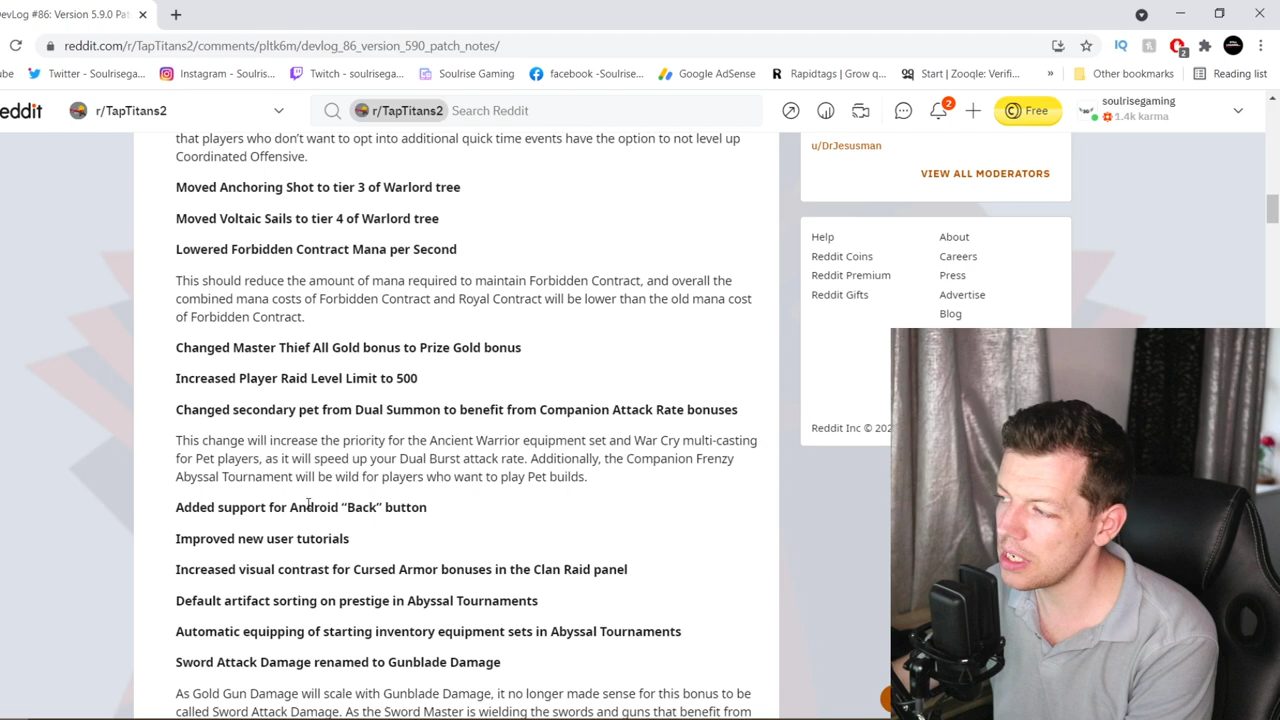 DevLog #86: Version 5.9.0 Pa
reddit.com/r/TapTitans2/comments/pltk6m/devlog_86_version_590_patch_notes/
IQ
2
ube
Twitter - Soulrisega...
Instagram - Soulris...
Twitch - soulrisega...
Soulrise Gaming
facebook -Soulrise...
Google AdSense
Rapidtags | Grow q...
Start | Zooqle: Verifi...
»
Other bookmarks
Reading list
reddit
r/TapTitans2
r/TapTitans2
Search Reddit
2
Free
soulrisegaming
1.4k karma
that players who don't want to opt into additional quick time events have the option to not level up
Coordinated Offensive.
Moved Anchoring Shot to tier 3 of Warlord tree
Moved Voltaic Sails to tier 4 of Warlord tree
Lowered Forbidden Contract Mana per Second
This should reduce the amount of mana required to maintain Forbidden Contract, and overall the
combined mana costs of Forbidden Contract and Royal Contract will be lower than the old mana cost
of Forbidden Contract.
Changed Master Thief All Gold bonus to Prize Gold bonus
Increased Player Raid Level Limit to 500
Changed secondary pet from Dual Summon to benefit from Companion Attack Rate bonuses
This change will increase the priority for the Ancient Warrior equipment set and War Cry multi-casting
for Pet players, as it will speed up your Dual Burst attack rate. Additionally, the Companion Frenzy
Abyssal Tournament will be wild for players who want to play Pet builds.
Added support for Android “Back” button
Improved new user tutorials
Increased visual contrast for Cursed Armor bonuses in the Clan Raid panel
Default artifact sorting on prestige in Abyssal Tournaments
Automatic equipping of starting inventory equipment sets in Abyssal Tournaments
Sword Attack Damage renamed to Gunblade Damage
As Gold Gun Damage will scale with Gunblade Damage, it no longer made sense for this bonus to be
called Sword Attack Damage. As the Sword Master is wielding the swords and guns that benefit from
u/DrJesusman
VIEW ALL MODERATORS
Help
About
Reddit Coins
Careers
Reddit Premium
Press
Reddit Gifts
Advertise
Blog
Reddit Inc © 202